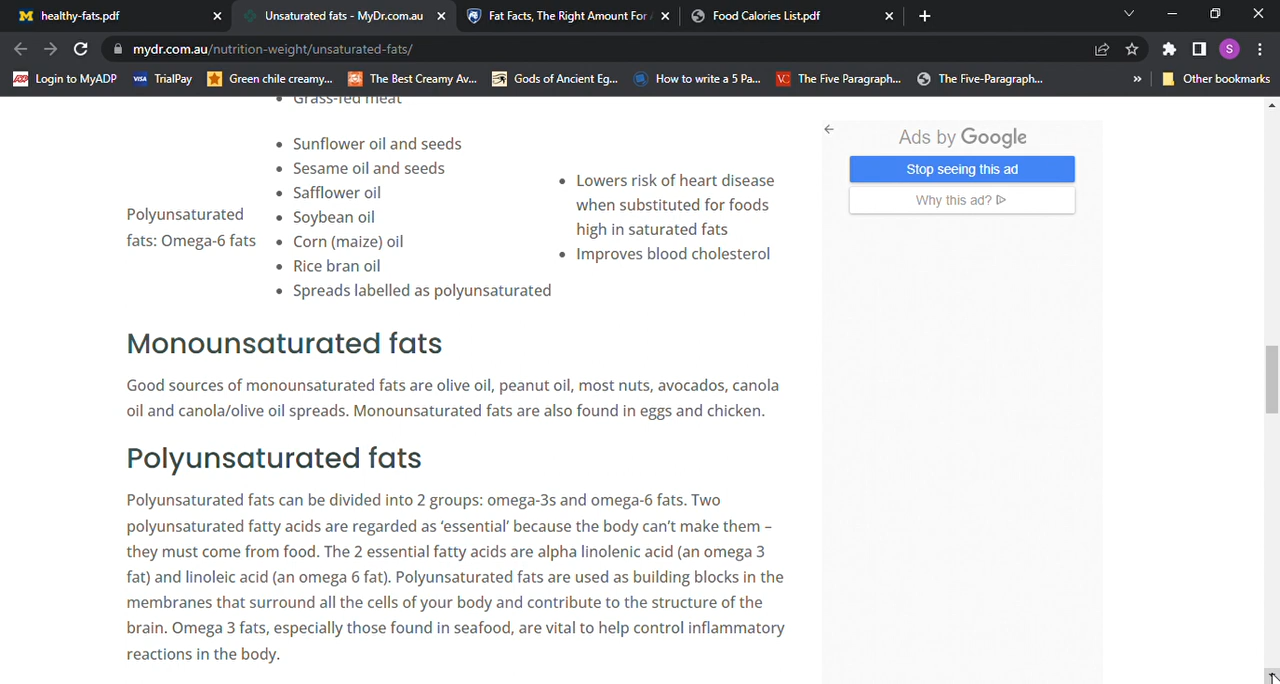 healthy-fats.pdf
Unsaturated fats - MyDr.com.au
Fat Facts, The Right Amount For
Food Calories List.pdf
mydr.com.au/nutrition-weight/unsaturated-fats/
S
Login to MyADP
TrialPay
Green chile creamy...
The Best Creamy Av...
Gods of Ancient Eg...
How to write a 5 Pa...
The Five Paragraph...
The Five-Paragraph...
Other bookmarks
Grass-fed meat
Polyunsaturated
fats: Omega-6 fats
Sunflower oil and seeds
Sesame oil and seeds
Safflower oil
Soybean oil
Corn (maize) oil
Rice bran oil
Spreads labelled as polyunsaturated
Lowers risk of heart disease
when substituted for foods
high in saturated fats
Improves blood cholesterol
Monounsaturated fats
Good sources of monounsaturated fats are olive oil, peanut oil, most nuts, avocados, canola
oil and canola/olive oil spreads. Monounsaturated fats are also found in eggs and chicken.
Polyunsaturated fats
Polyunsaturated fats can be divided into 2 groups: omega-3s and omega-6 fats. Two
polyunsaturated fatty acids are regarded as ‘essential’ because the body can’t make them –
they must come from food. The 2 essential fatty acids are alpha linolenic acid (an omega 3
fat) and linoleic acid (an omega 6 fat). Polyunsaturated fats are used as building blocks in the
membranes that surround all the cells of your body and contribute to the structure of the
brain. Omega 3 fats, especially those found in seafood, are vital to help control inflammatory
reactions in the body.
Ads by Google
Stop seeing this ad
Why this ad?